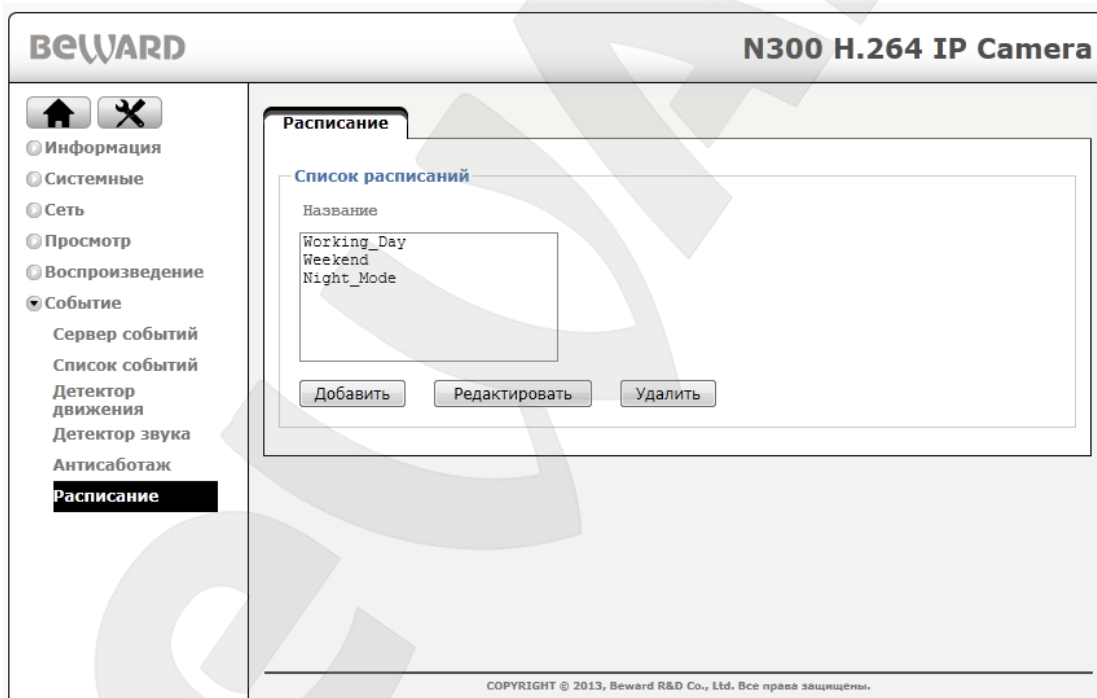 BEWARD
N300 H.264 IP Camera
Информация
Системные
Сеть
Просмотр
Воспроизведение
Событие
Сервер событий
Список событий
Детектор
движения
Детектор звука
Антисаботаж
Расписание
Расписание
Список расписаний
Название
Working_Day
Weekend
Night_Mode
Добавить
Редактировать
Удалить
COPYRIGHT © 2013, Beward R&D Co., Ltd. Все права защищены.